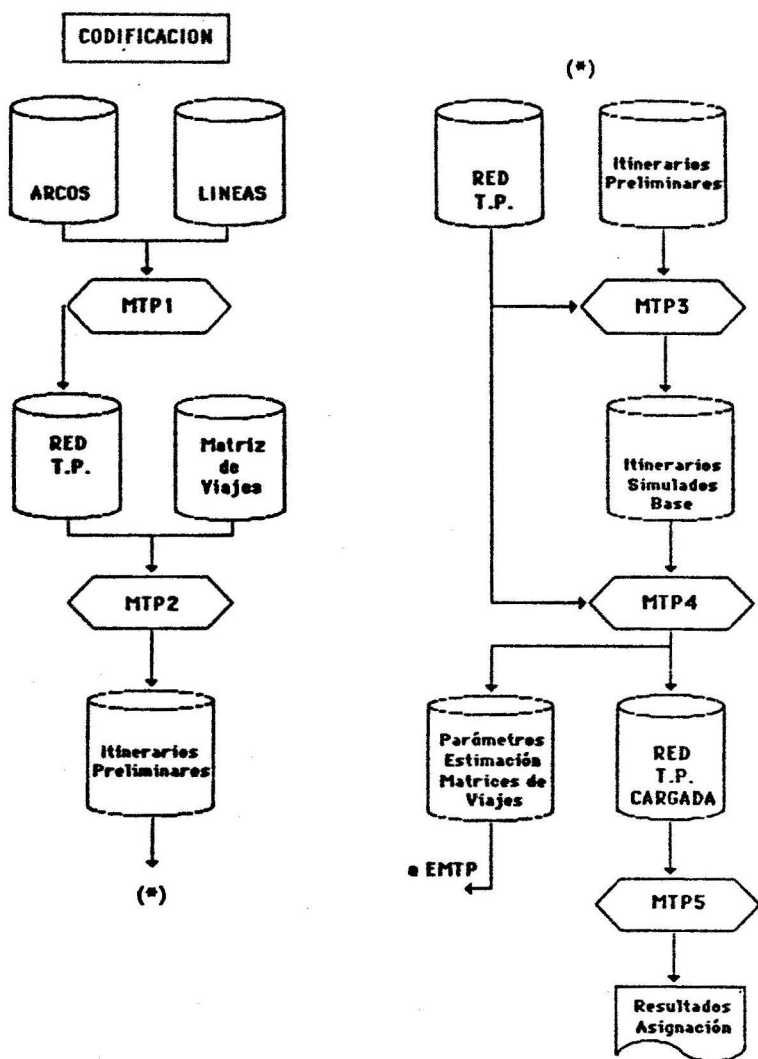 CODIFICACION
ARCOS
LINEAS
MTP1
RED
T.P.
Matriz
de
Viajes
MTP2
Itinerarios
Preliminares
(*)
(*)
RED
T.P.
Itinerarios
Preliminares
MTP3
Itinerarios
Simulados
Base
MTP4
Parámetros
Estimación
Matrices de
Viajes
RED
T.P.
CARGADA
a EMTP
MTP5
Resultados
Asignación